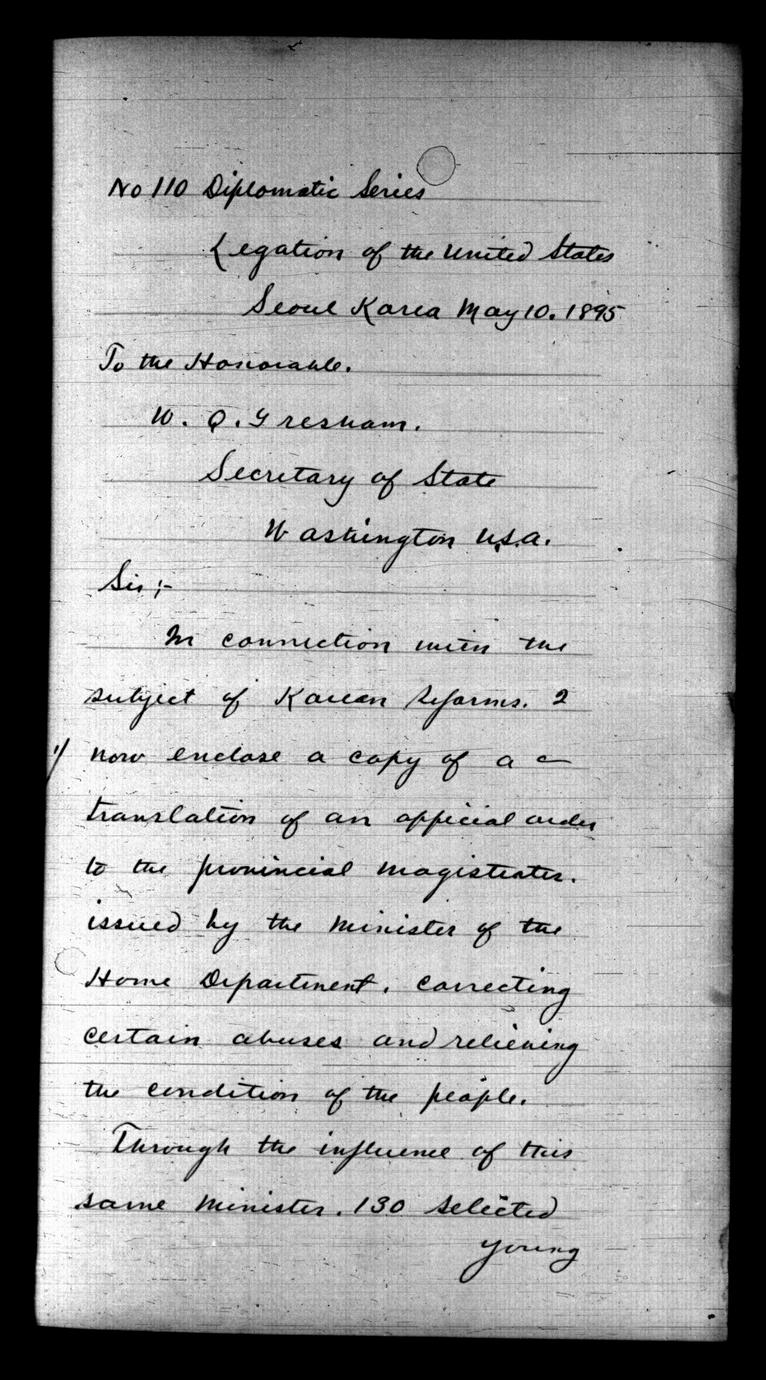 No 110 Diplomatic Series
Legation of the United States
Seoul Korea May 10. 1895
To the Honorable.
W. Q. Gresham.
Secretary of State
Washington U.S.a.
Sir;-
In connection with the
subject of Korean reforms. I
1/ now enclose a copy of a
translation of an official order
to the provincial magistrates.
issued by the Minister of the
Home Department, correcting
certain abuses and relieving
the condition of the people.
Through the influence of this
same Minister. 130 selected
young